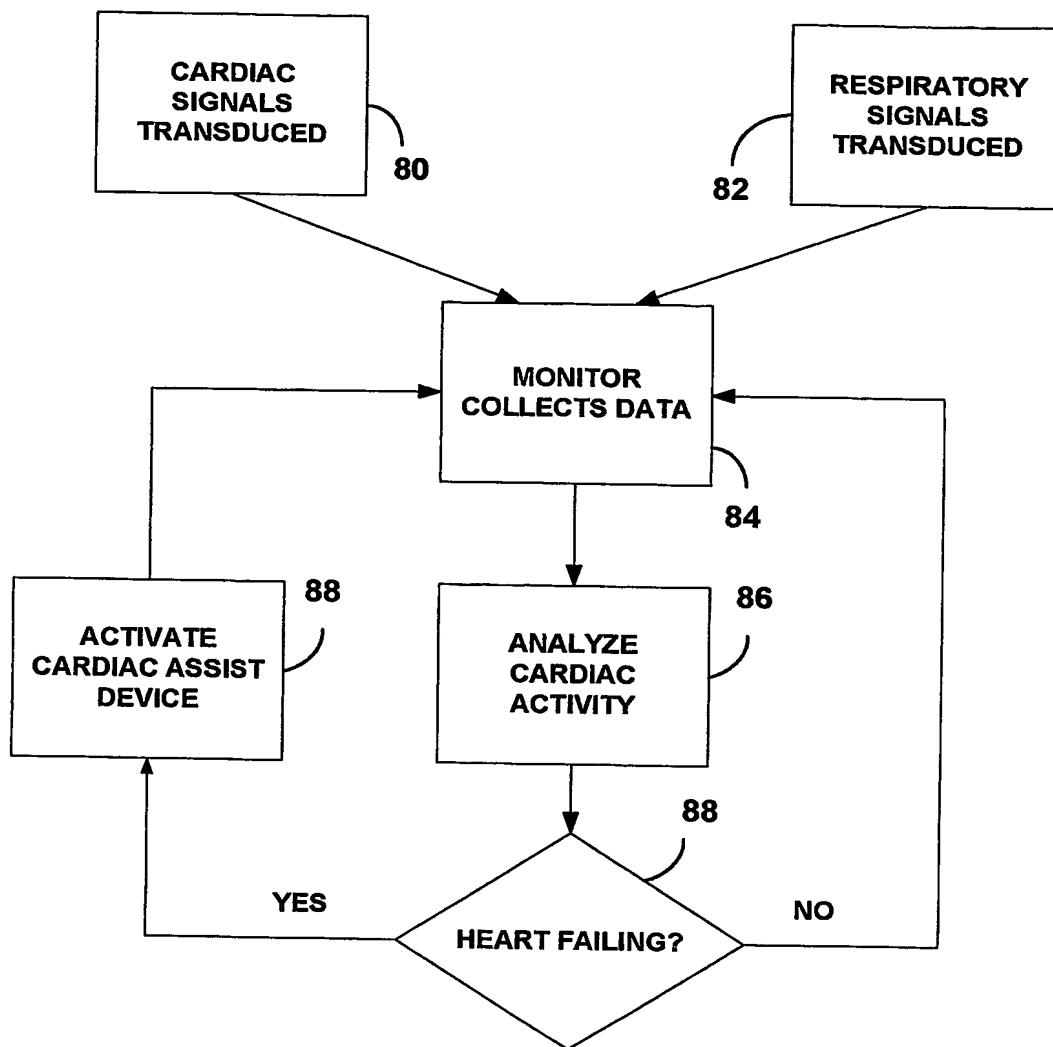 CARDIAC
SIGNALS
TRANSDUCED
80
RESPIRATORY
SIGNALS
TRANSDUCED
82
MONITOR
COLLECTS DATA
84
ACTIVATE
CARDIAC ASSIST
DEVICE
88
ANALYZE
CARDIAC
ACTIVITY
86
HEART FAILING?
88
YES
NO